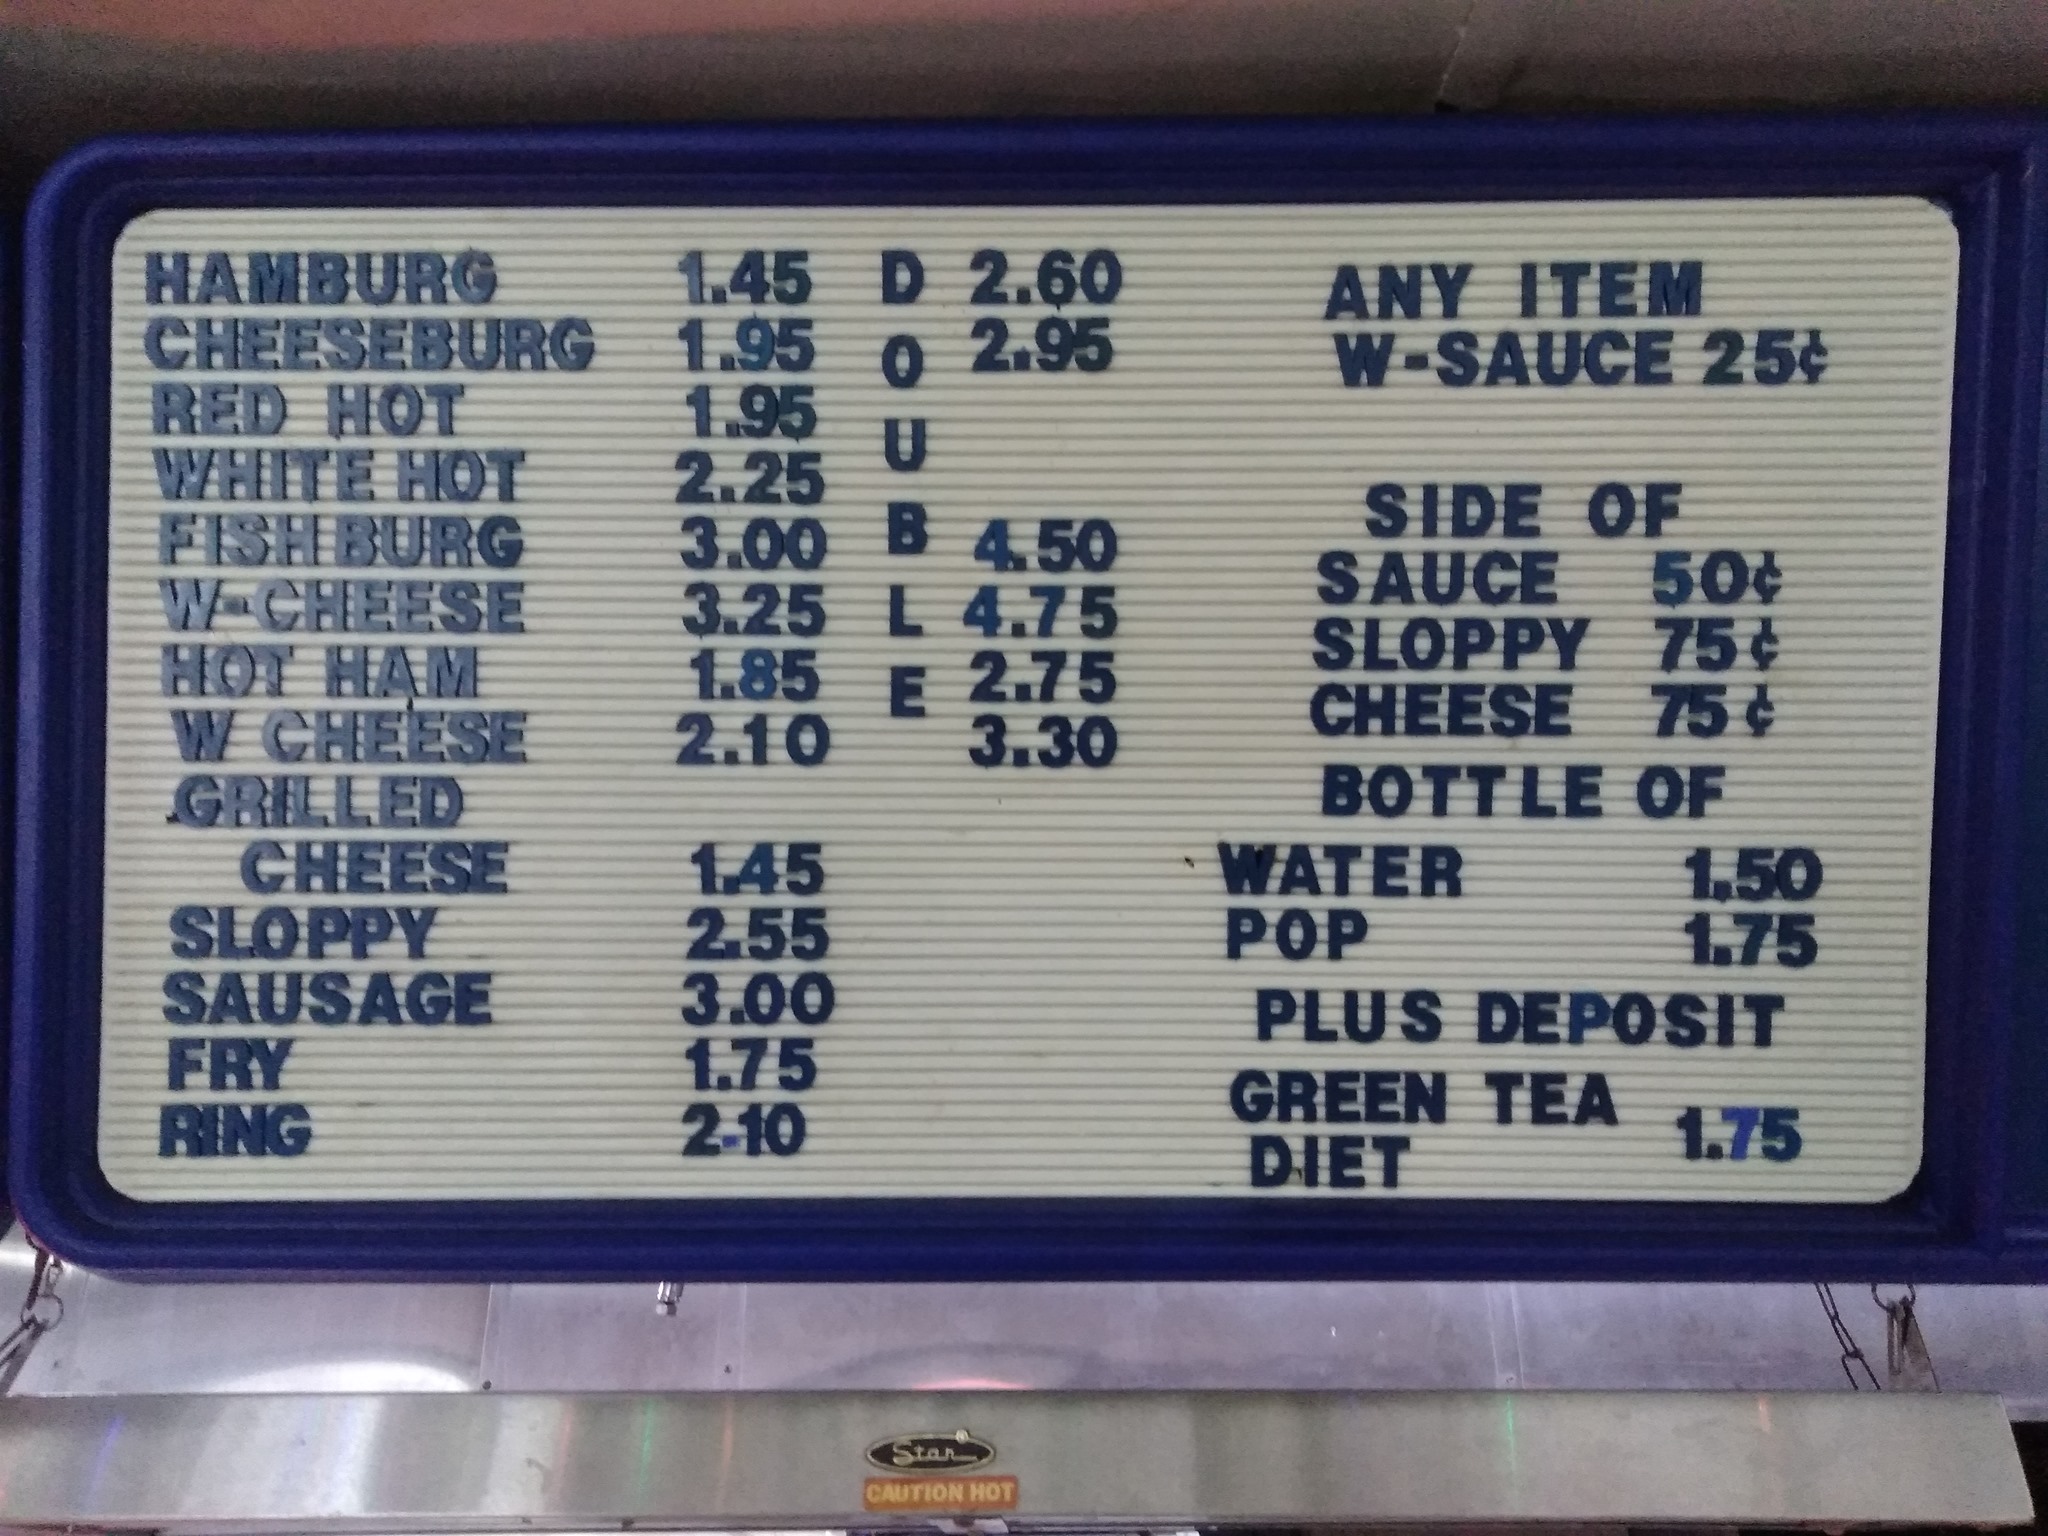 HAMBURG 1.45 D 2.60
CHEESEBURG 1.95 O 2.95
RED HOT 1.95 U
WHITE HOT 2.25
FISHBURG 3.00 B 4.50
W-CHEESE 3.25 L 4.75
HOT HAM 1.85 E 2.75
W CHEESE 2.10 3.30
GRILLED
CHEESE 1.45
SLOPPY 2.55
SAUSAGE 3.00
FRY 1.75
RING 2.10
ANY ITEM
W-SAUCE 25¢
SIDE OF
SAUCE 50¢
SLOPPY 75¢
CHEESE 75¢
BOTTLE OF
WATER 1.50
POP 1.75
PLUS DEPOSIT
GREEN TEA
DIET 1.75
Star®
CAUTION HOT